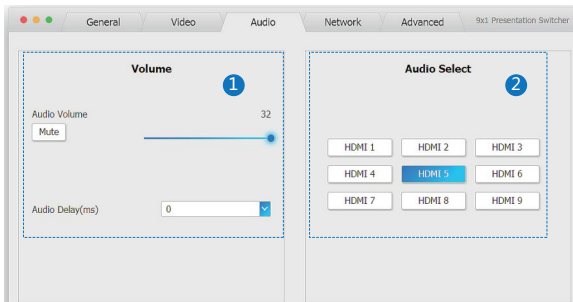 General Video Audio Network Advanced 9x1 Presentation Switcher
Volume
1
Audio Volume 32
Mute
Audio Delay(ms) 0
Audio Select
2
HDMI 1 HDMI 2 HDMI 3
HDMI 4 HDMI 5 HDMI 6
HDMI 7 HDMI 8 HDMI 9